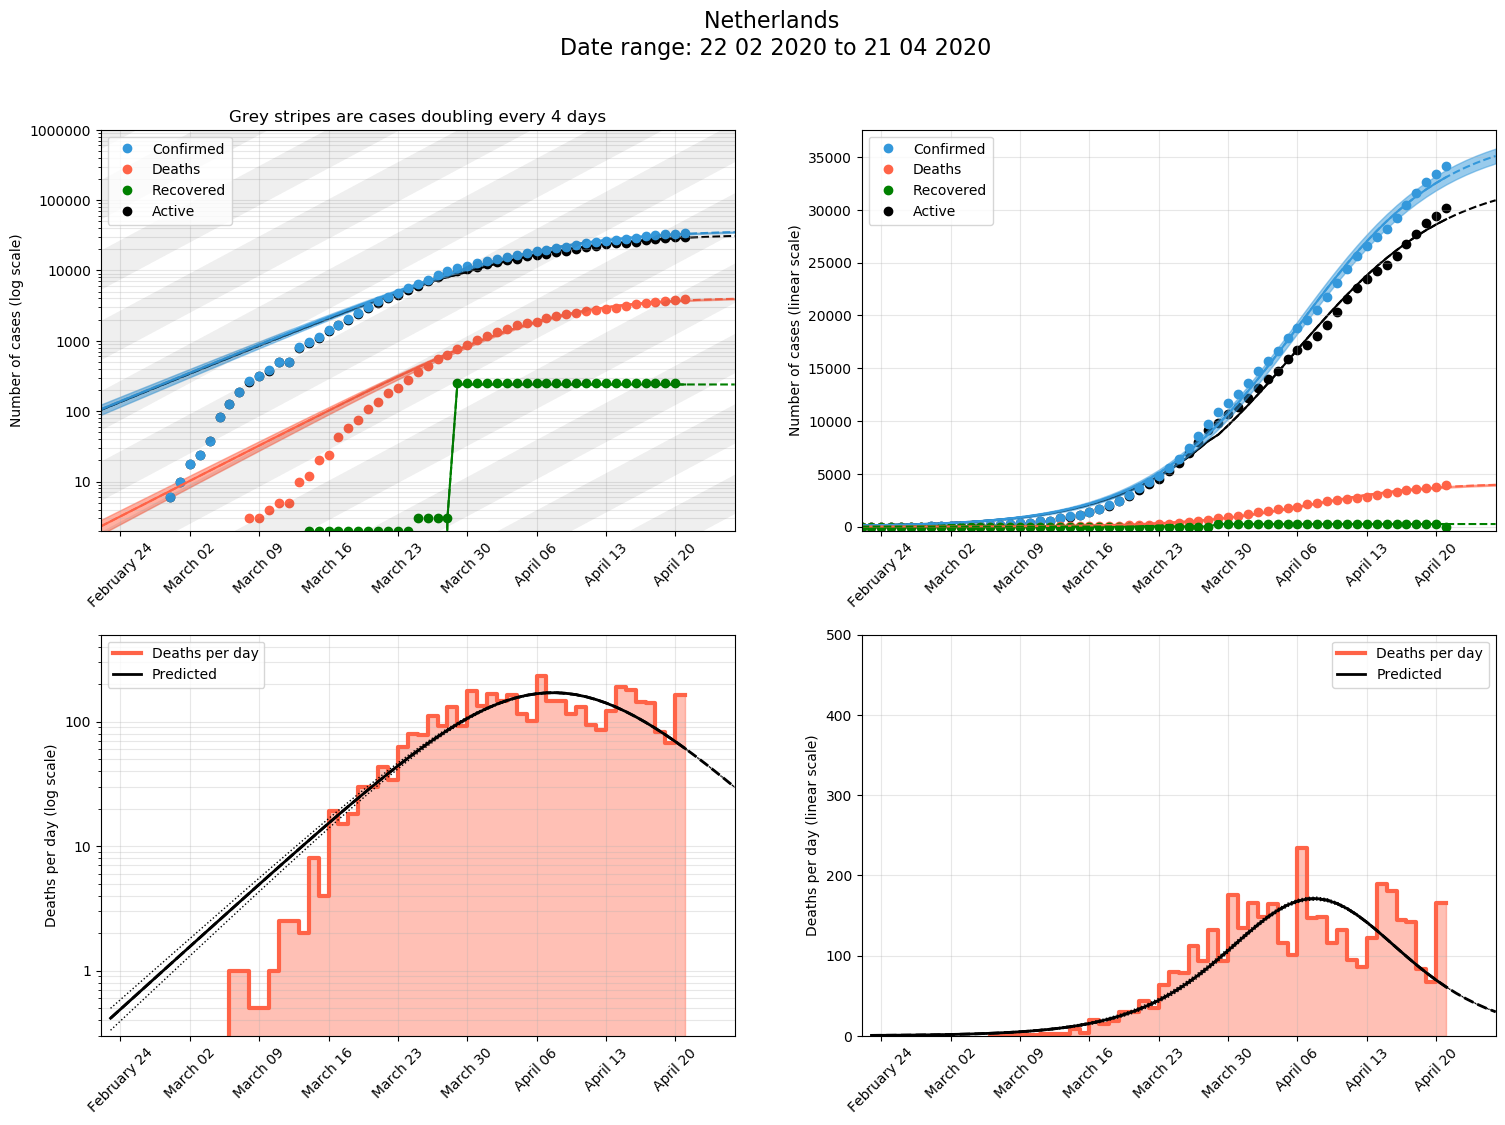 Netherlands
Date range: 22 02 2020 to 21 04 2020
Grey stripes are cases doubling every 4 days
Number of cases (log scale)
1000000
100000
10000
1000
100
10
Confirmed
Deaths
Recovered
Active
February 24
March 02
March 09
March 16
March 23
March 30
April 06
April 13
April 20
Number of cases (linear scale)
35000
30000
25000
20000
15000
10000
5000
0
Confirmed
Deaths
Recovered
Active
February 24
March 02
March 09
March 16
March 23
March 30
April 06
April 13
April 20
Deaths per day (log scale)
100
10
1
Deaths per day
Predicted
February 24
March 02
March 09
March 16
March 23
March 30
April 06
April 13
April 20
Deaths per day (linear scale)
500
400
300
200
100
0
Deaths per day
Predicted
February 24
March 02
March 09
March 16
March 23
March 30
April 06
April 13
April 20